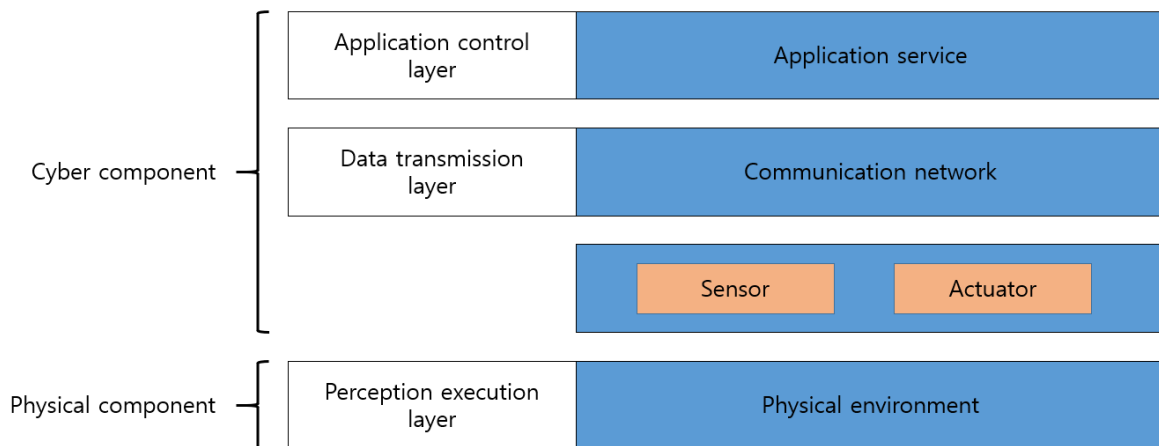 Application control
layer
Application service
Cyber component
Data transmission
layer
Communication network
Sensor
Actuator
Physical component
Perception execution
layer
Physical environment